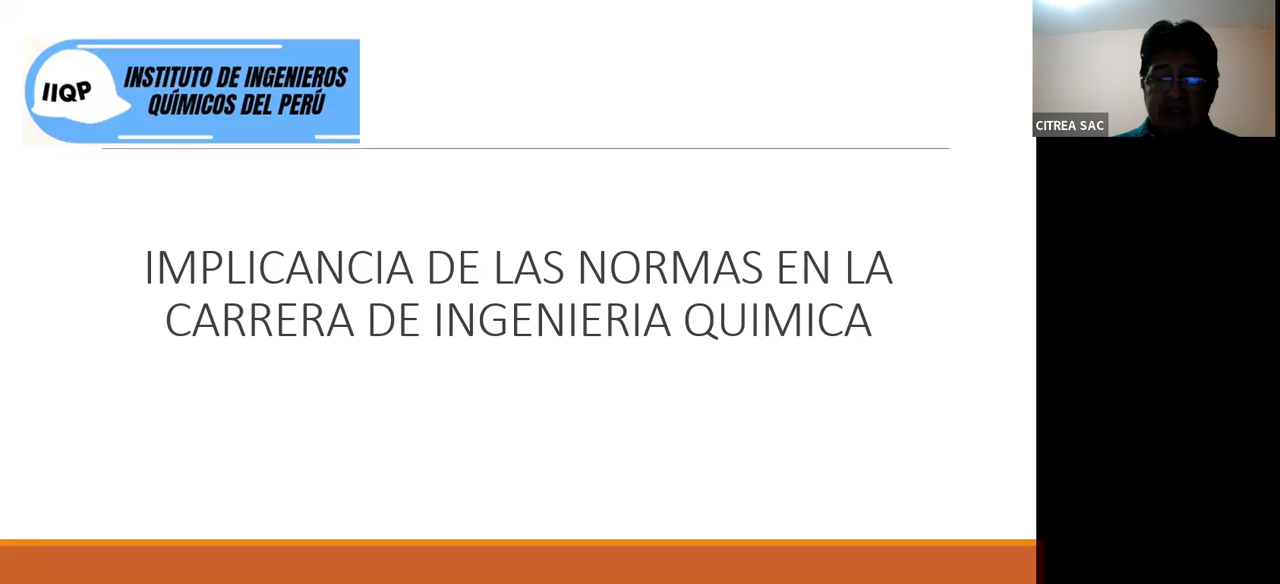 IIQP
INSTITUTO DE INGENIEROS
QUÍMICOS DEL PERÚ
CITREA SAC
IMPLICANCIA DE LAS NORMAS EN LA
CARRERA DE INGENIERIA QUIMICA